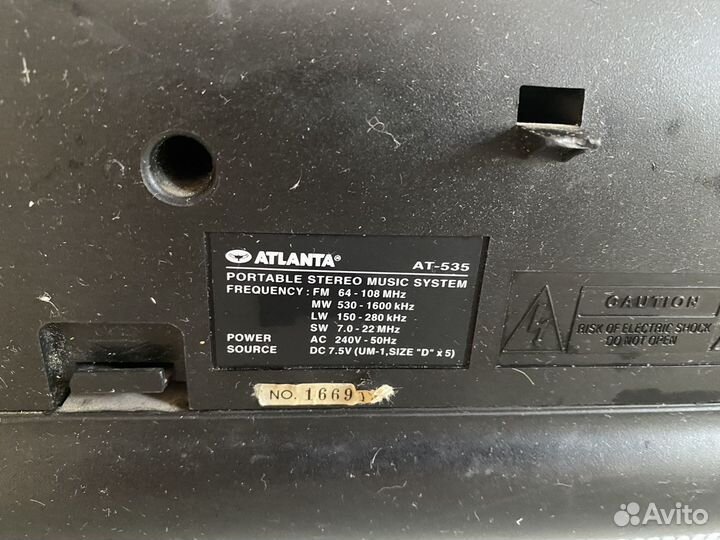 ATLANTA® AT-535
PORTABLE STEREO MUSIC SYSTEM
FREQUENCY : FM 64 - 108 MHz
MW 530 - 1600 kHz
LW 150 - 280 kHz
SW 7.0 - 22 MHz
POWER AC 240V - 50Hz
SOURCE DC 7.5V (UM-1,SIZE "D" x 5)
NO. 1669
CAUTION
RISK OF ELECTRIC SHOCK
DO NOT OPEN
Avito